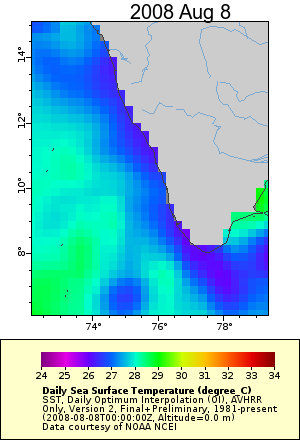 2008 Aug 8
14°
12°
10°
8°
74° 76° 78°
24 25 26 27 28 29 30 31 32 33 34
Daily Sea Surface Temperature (degree_C)
SST, Daily Optimum Interpolation (OI), AVHRR
Only, Version 2, Final+Preliminary, 1981-present
(2008-08-08T00:00:00Z, Altitude=0.0 m)
Data courtesy of NOAA NCEI